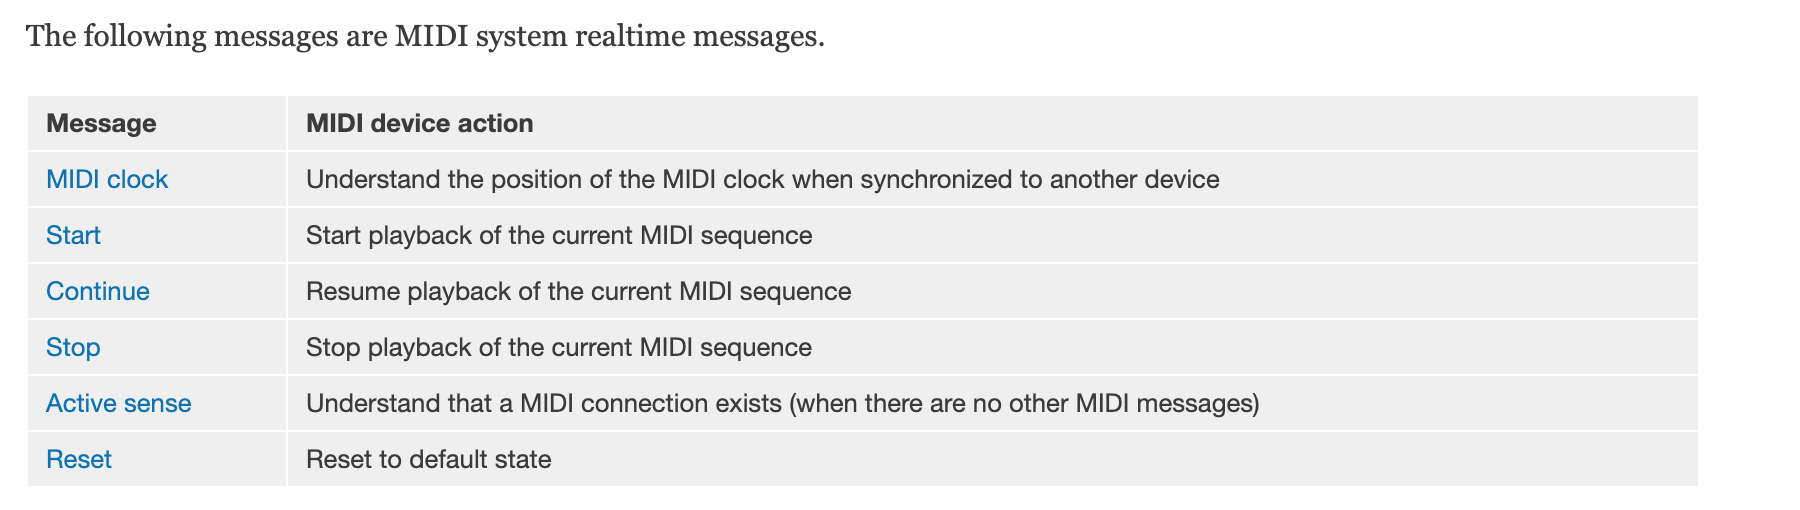 The following messages are MIDI system realtime messages.
Message MIDI device action
MIDI clock Understand the position of the MIDI clock when synchronized to another device
Start Start playback of the current MIDI sequence
Continue Resume playback of the current MIDI sequence
Stop Stop playback of the current MIDI sequence
Active sense Understand that a MIDI connection exists (when there are no other MIDI messages)
Reset Reset to default state